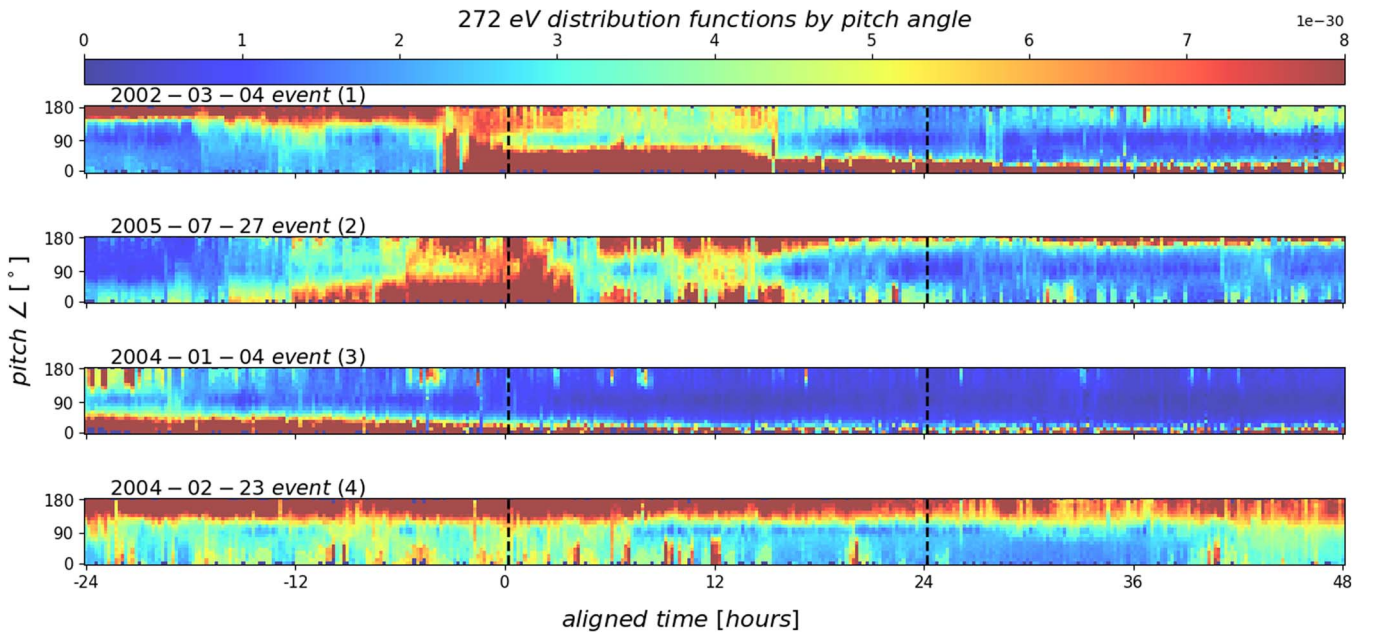 272 eV distribution functions by pitch angle
1e−30
0 1 2 3 4 5 6 7 8
2002 − 03 − 04 event (1)
180
90
0
2005 − 07 − 27 event (2)
180
90
0
2004 − 01 − 04 event (3)
180
90
0
2004 − 02 − 23 event (4)
180
90
0
pitch ∠ [°]
-24 -12 0 12 24 36 48
aligned time [hours]